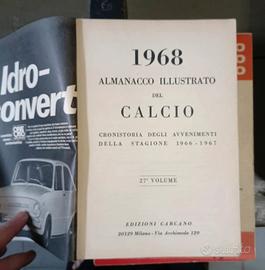 Idro-
convert
1968
ALMANACCO ILLUSTRATO
DEL
CALCIO
CRONISTORIA DEGLI AVVENIMENTI
DELLA STAGIONE 1966-1967
27° VOLUME
EDIZIONI CARCANO
20129 Milano - Via Archimede 120
subito